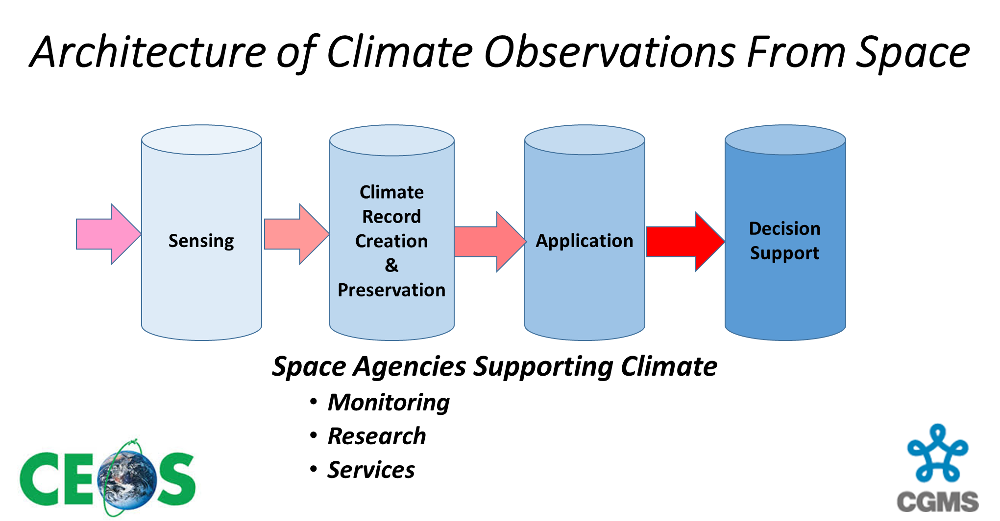 Architecture of Climate Observations From Space
Sensing
Climate
Record
Creation
&
Preservation
Application
Decision
Support
Space Agencies Supporting Climate
• Monitoring
• Research
• Services
CEOS
CGMS